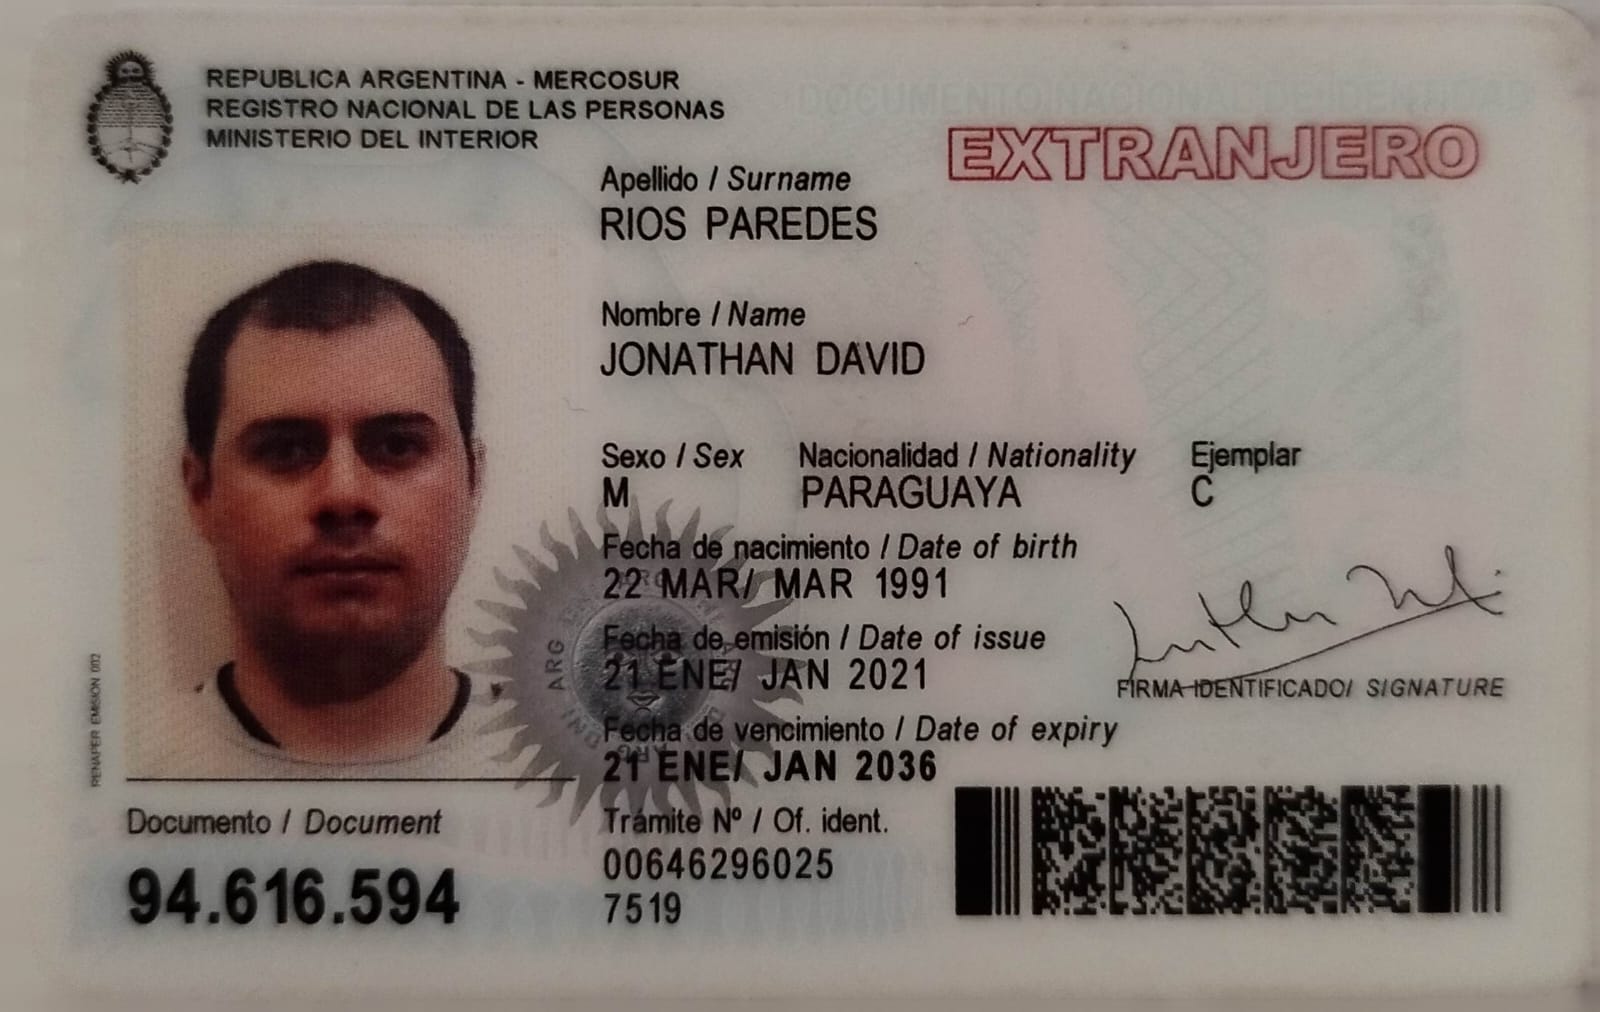 REPUBLICA ARGENTINA - MERCOSUR
REGISTRO NACIONAL DE LAS PERSONAS
MINISTERIO DEL INTERIOR
DOCUMENTO NACIONAL DE IDENTIDAD
EXTRANJERO
Apellido / Surname
RIOS PAREDES
Nombre / Name
JONATHAN DAVID
Sexo / Sex Nacionalidad / Nationality Ejemplar
M PARAGUAYA C
Fecha de nacimiento / Date of birth
22 MAR/ MAR 1991
Fecha de emisión / Date of issue
21 ENE/ JAN 2021
FIRMA IDENTIFICADO/ SIGNATURE
Fecha de vencimiento / Date of expiry
21 ENE/ JAN 2036
RENAPER EMISION 002
Documento / Document
94.616.594
Trámite Nº / Of. ident.
00646296025
7519